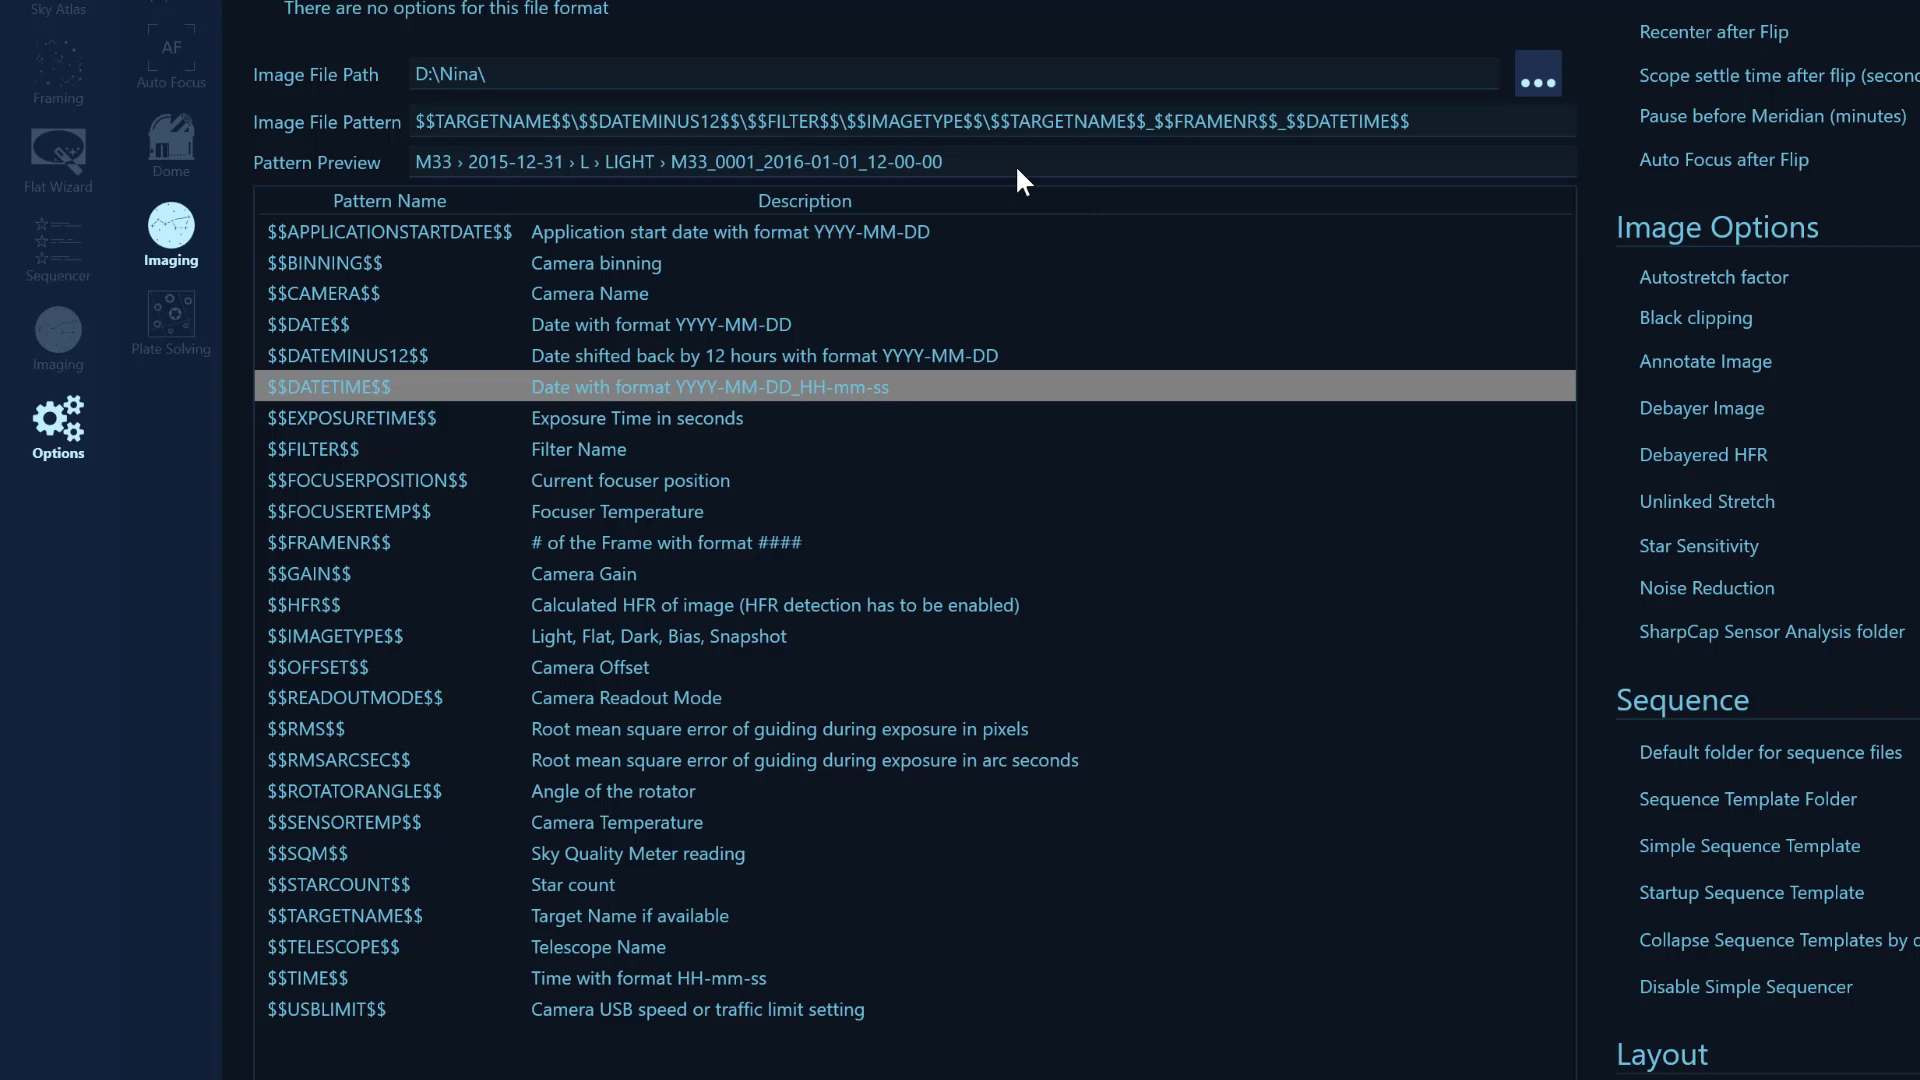 Sky Atlas
Framing
Flat Wizard
Sequencer
Imaging
Options
AF
Auto Focus
Dome
Imaging
Plate Solving
There are no options for this file format
Image File Path D:\Nina\
Image File Pattern $$TARGETNAME$$\$$DATEMINUS12$$\$$FILTER$$\$$IMAGETYPE$$\$$TARGETNAME$$_$$FRAMENR$$_$$DATETIME$$
Pattern Preview M33 › 2015-12-31 › L › LIGHT › M33_0001_2016-01-01_12-00-00
Pattern Name Description
$$APPLICATIONSTARTDATE$$ Application start date with format YYYY-MM-DD
$$BINNING$$ Camera binning
$$CAMERA$$ Camera Name
$$DATE$$ Date with format YYYY-MM-DD
$$DATEMINUS12$$ Date shifted back by 12 hours with format YYYY-MM-DD
$$DATETIME$$ Date with format YYYY-MM-DD_HH-mm-ss
$$EXPOSURETIME$$ Exposure Time in seconds
$$FILTER$$ Filter Name
$$FOCUSERPOSITION$$ Current focuser position
$$FOCUSERTEMP$$ Focuser Temperature
$$FRAMENR$$ # of the Frame with format ####
$$GAIN$$ Camera Gain
$$HFR$$ Calculated HFR of image (HFR detection has to be enabled)
$$IMAGETYPE$$ Light, Flat, Dark, Bias, Snapshot
$$OFFSET$$ Camera Offset
$$READOUTMODE$$ Camera Readout Mode
$$RMS$$ Root mean square error of guiding during exposure in pixels
$$RMSARCSEC$$ Root mean square error of guiding during exposure in arc seconds
$$ROTATORANGLE$$ Angle of the rotator
$$SENSORTEMP$$ Camera Temperature
$$SQM$$ Sky Quality Meter reading
$$STARCOUNT$$ Star count
$$TARGETNAME$$ Target Name if available
$$TELESCOPE$$ Telescope Name
$$TIME$$ Time with format HH-mm-ss
$$USBLIMIT$$ Camera USB speed or traffic limit setting
Recenter after Flip
Scope settle time after flip (secon
Pause before Meridian (minutes)
Auto Focus after Flip
Image Options
Autostretch factor
Black clipping
Annotate Image
Debayer Image
Debayered HFR
Unlinked Stretch
Star Sensitivity
Noise Reduction
SharpCap Sensor Analysis folder
Sequence
Default folder for sequence files
Sequence Template Folder
Simple Sequence Template
Startup Sequence Template
Collapse Sequence Templates by
Disable Simple Sequencer
Layout